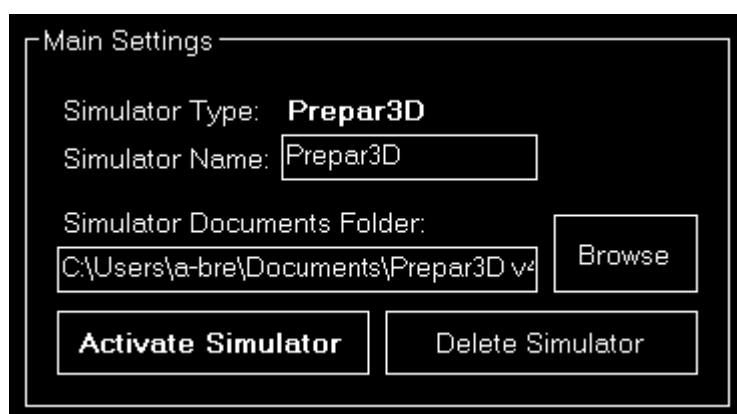 Main Settings
Simulator Type: Prepar3D
Simulator Name: Prepar3D
Simulator Documents Folder:
C:\Users\a-bre\Documents\Prepar3D v4
Browse
Activate Simulator
Delete Simulator